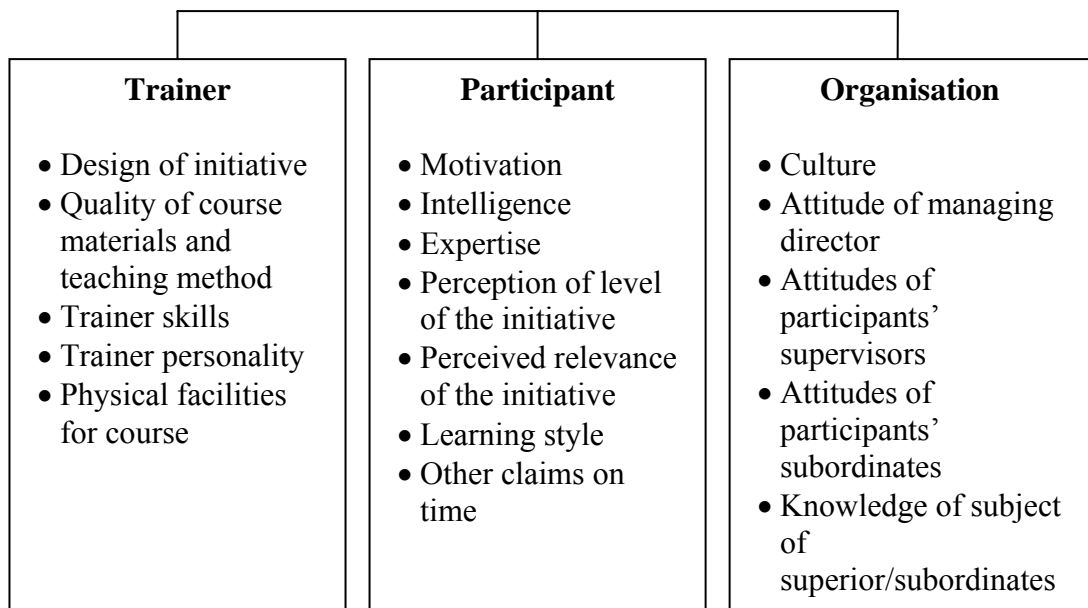 Trainer
• Design of initiative
• Quality of course
materials and
teaching method
• Trainer skills
• Trainer personality
• Physical facilities
for course
Participant
• Motivation
• Intelligence
• Expertise
• Perception of level
of the initiative
• Perceived relevance
of the initiative
• Learning style
• Other claims on
time
Organisation
• Culture
• Attitude of managing
director
• Attitudes of
participants’
supervisors
• Attitudes of
participants’
subordinates
• Knowledge of subject
of
superior/subordinates